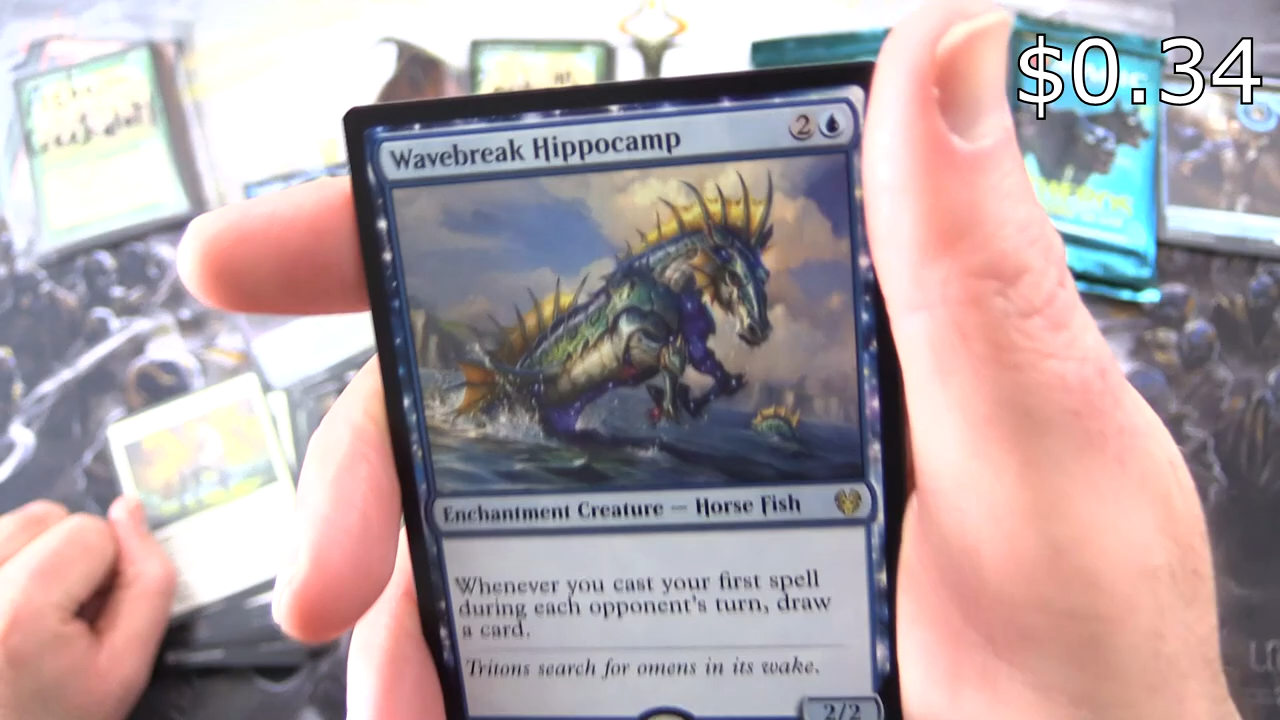 $0.34
Wavebreak Hippocamp 2
Enchantment Creature — Horse Fish
Whenever you cast your first spell
during each opponent's turn, draw
a card.
Tritons search for omens in its wake.
2/2